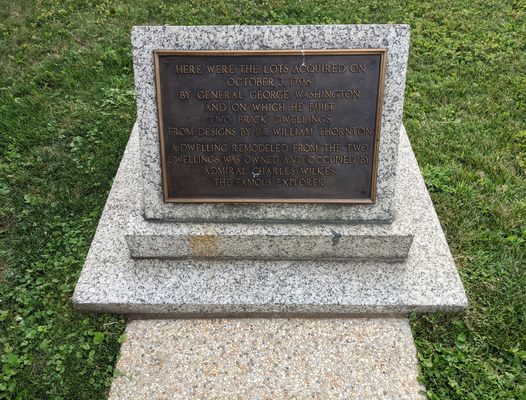 HERE WERE THE LOTS ACQUIRED ON
OCTOBER 3, 1798
BY GENERAL GEORGE WASHINGTON
AND ON WHICH HE BUILT
TWO BRICK DWELLINGS
FROM DESIGNS BY DR WILLIAM THORNTON
A DWELLING REMODELED FROM THE TWO
DWELLINGS WAS OWNED AND OCCUPIED BY
ADMIRAL CHARLES WILKES
THE FAMOUS EXPLORER